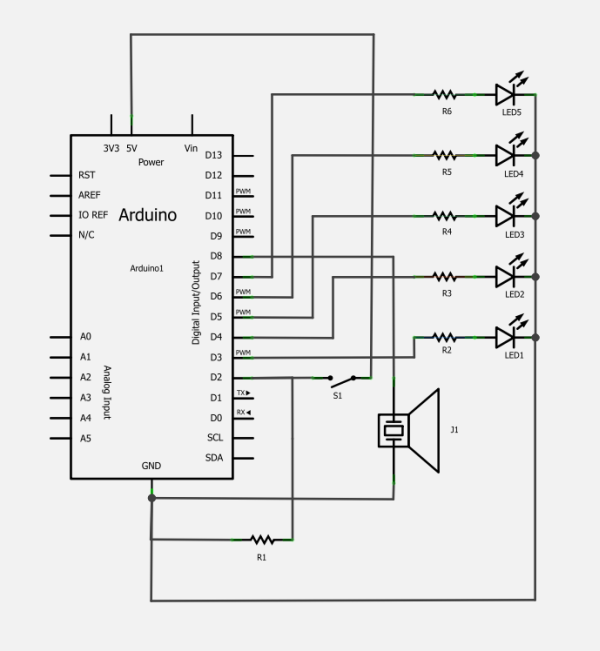 R6
LED5
3V3 5V Vin
Power
D13
R5
LED4
RST
D12
AREF
D11 PWM
IO REF
Arduino
D10 PWM
R4
LED3
N/C
D9 PWM
D8
Arduino1
D7
R3
LED2
Digital Input/Output
D6 PWM
D5 PWM
A0
D4
R2
LED1
A1
D3 PWM
A2
D2
S1
Analog Input
A3
D1 TX▶
A4
D0 RX◀
J1
A5
SCL
SDA
GND
R1